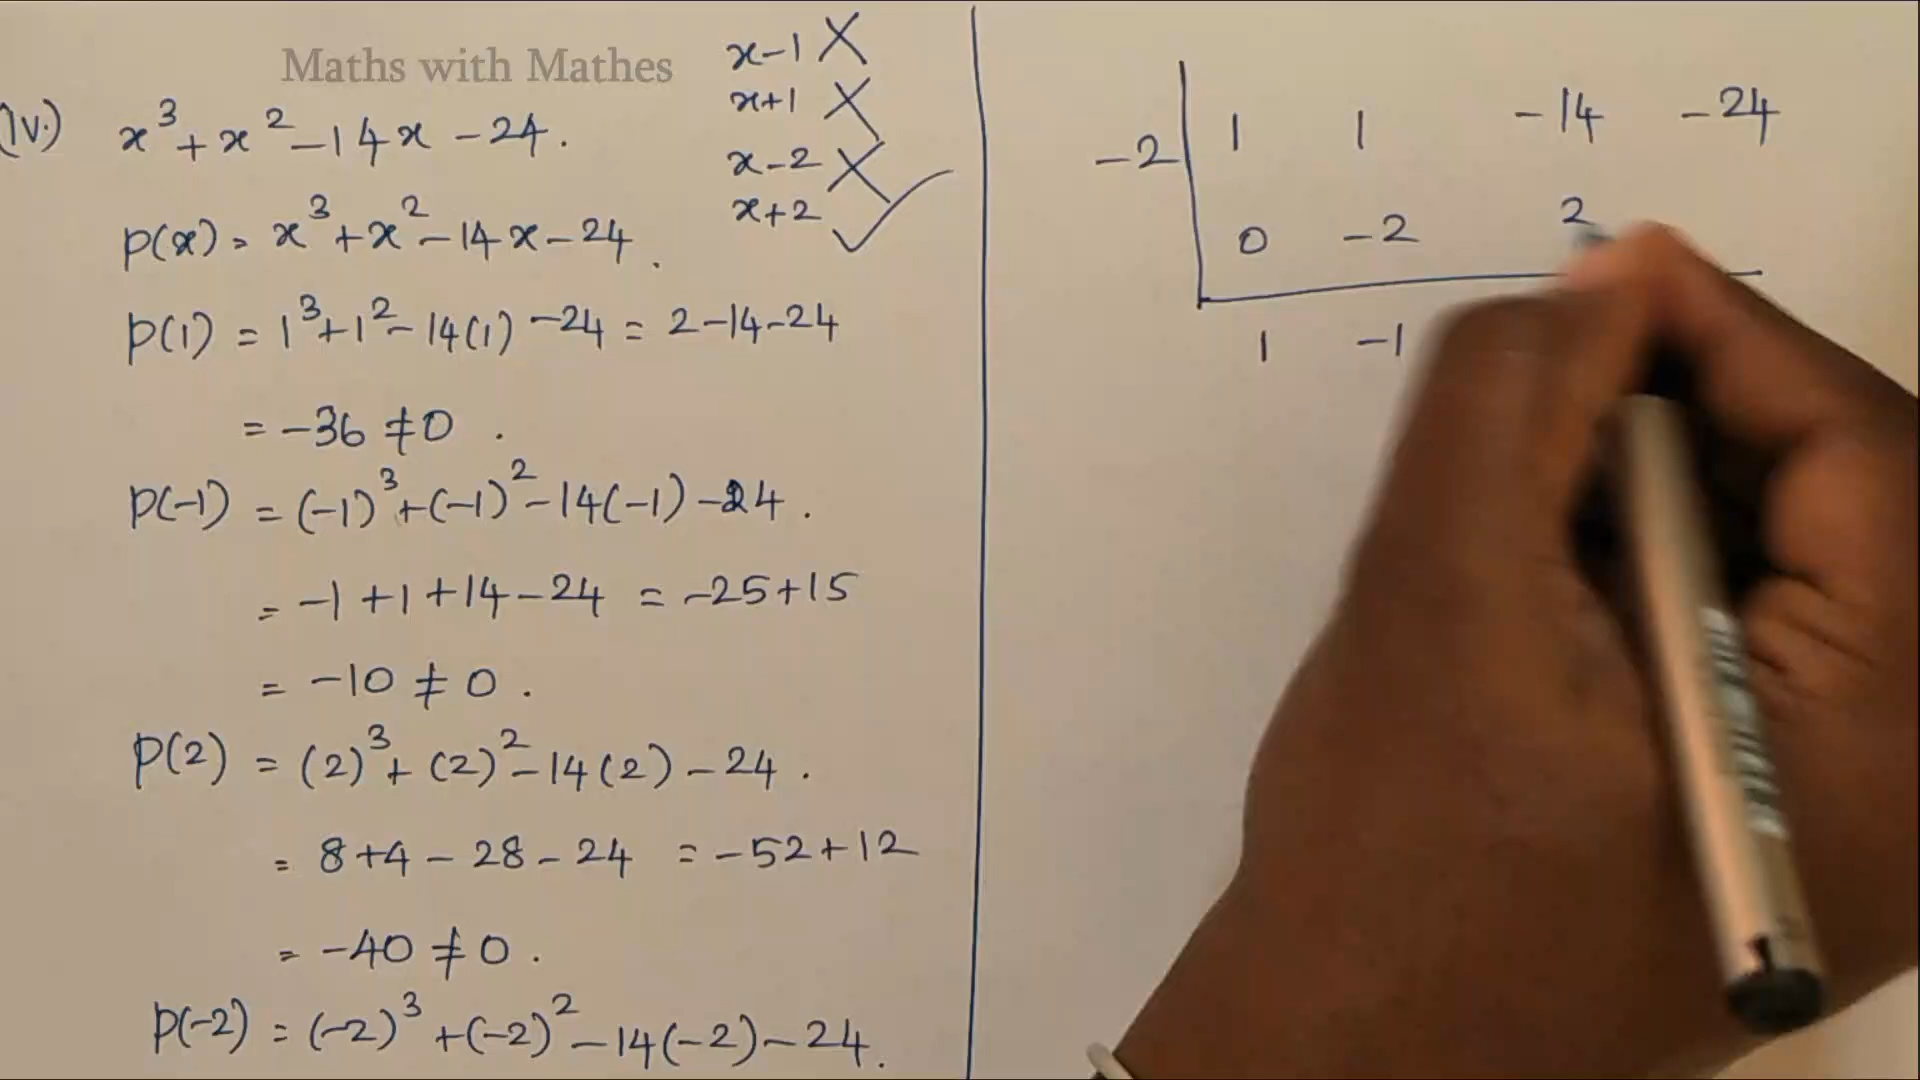 Maths with Mathes
(iv.) x³+x²-14x-24.
p(x) = x³+x²-14x-24.
p(1) = 1³+1²-14(1)-24 = 2-14-24
= -36 ≠ 0.
p(-1) = (-1)³+(-1)²-14(-1)-24.
= -1+1+14-24 = -25+15
= -10 ≠ 0.
p(2) = (2)³+(2)²-14(2)-24.
= 8+4-28-24 = -52+12
= -40 ≠ 0.
p(-2) = (-2)³+(-2)²-14(-2)-24.
x-1 ✗
x+1 ✗
x-2 ✗
x+2 ✓
-2 | 1 1 -14 -24
0 -2 2
1 -1